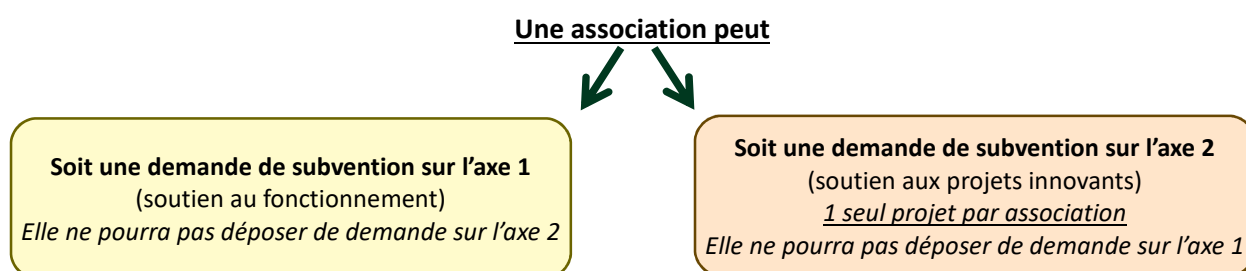 Une association peut
Soit une demande de subvention sur l’axe 1
(soutien au fonctionnement)
Elle ne pourra pas déposer de demande sur l’axe 2
Soit une demande de subvention sur l’axe 2
(soutien aux projets innovants)
1 seul projet par association
Elle ne pourra pas déposer de demande sur l’axe 1